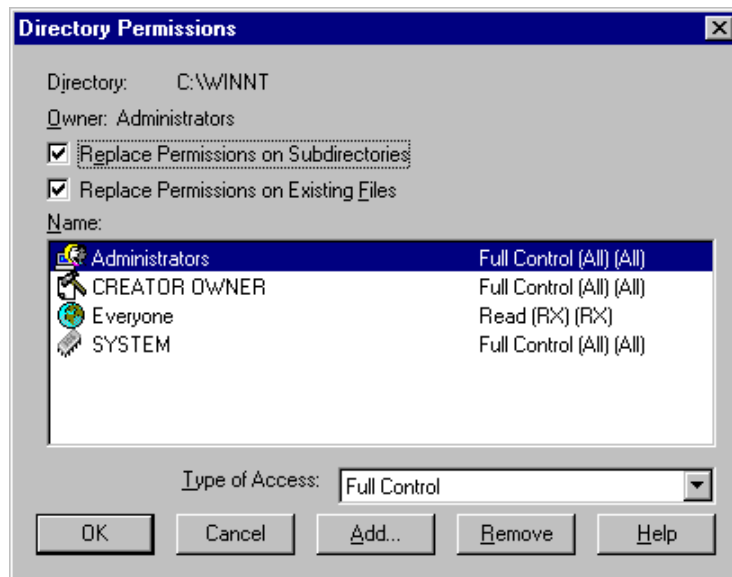 Directory Permissions
Directory: C:\WINNT
Owner: Administrators
Replace Permissions on Subdirectories
Replace Permissions on Existing Files
Name:
Administrators Full Control (All) (All)
CREATOR OWNER Full Control (All) (All)
Everyone Read (RX) (RX)
SYSTEM Full Control (All) (All)
Type of Access: Full Control
OK Cancel Add... Remove Help